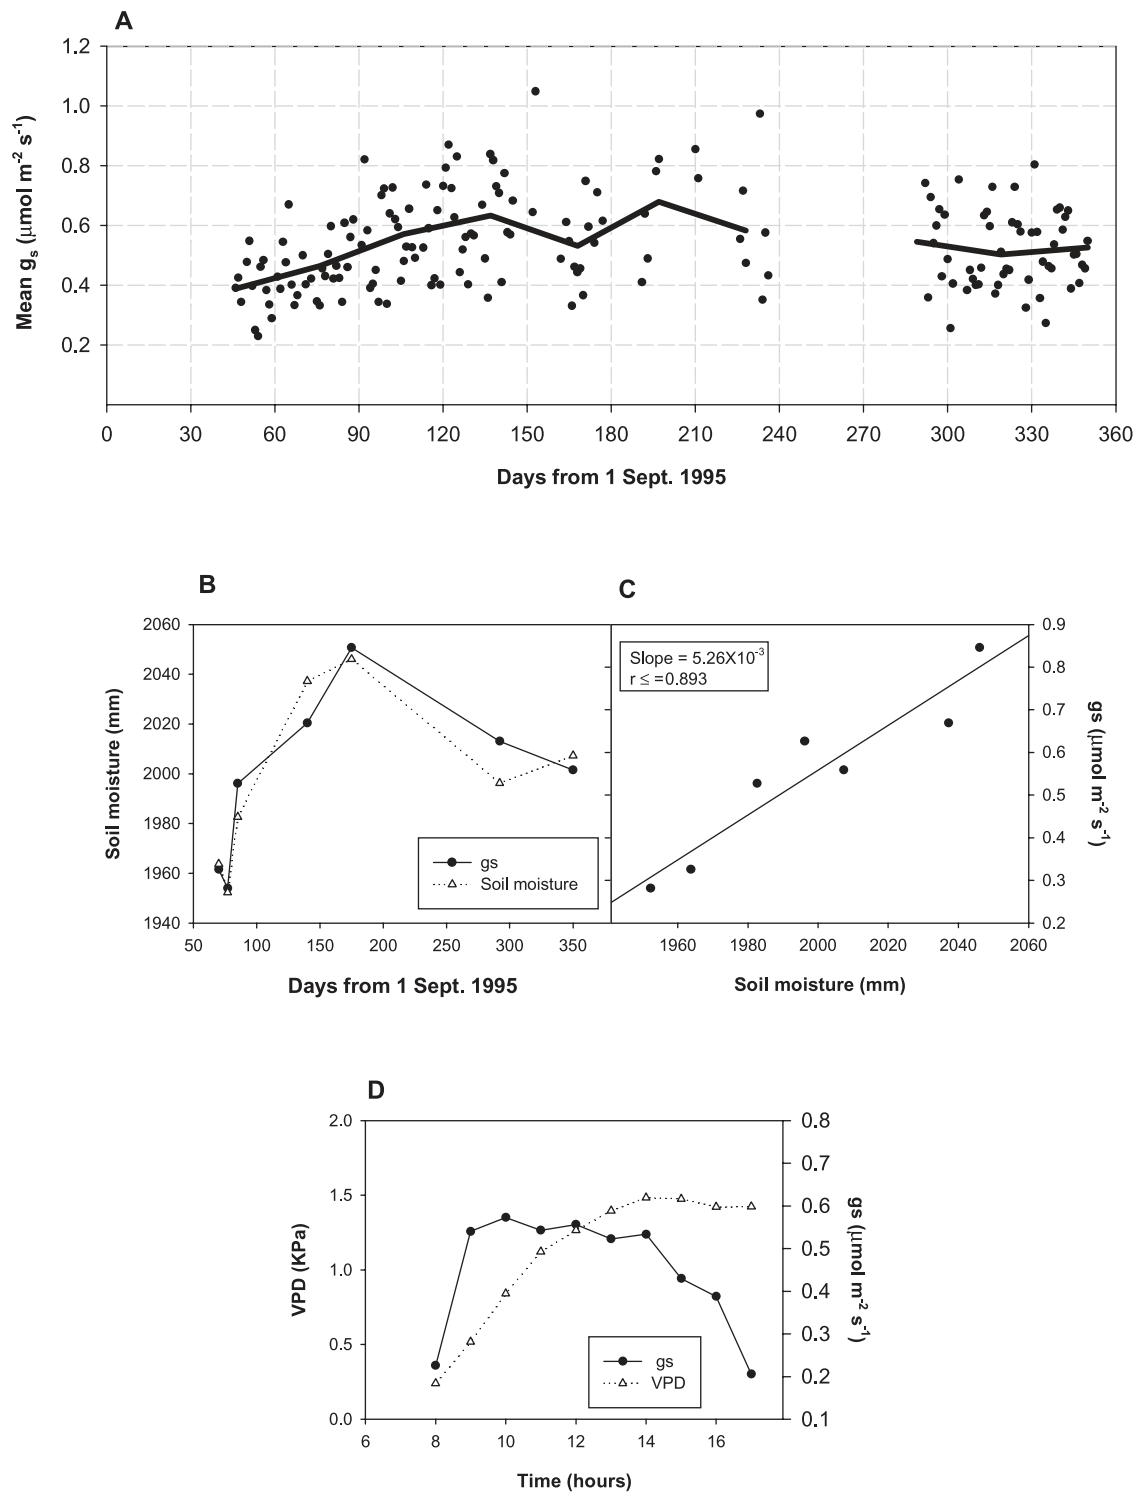 A
1.2
1.0
0.8
0.6
0.4
0.2
Mean gs (μmol m-2 s-1)
0 30 60 90 120 150 180 210 240 270 300 330 360
Days from 1 Sept. 1995
B
2060
2040
2020
2000
1980
1960
1940
Soil moisture (mm)
gs
Soil moisture
50 100 150 200 250 300 350
Days from 1 Sept. 1995
C
Slope = 5.26X10-3
r ≤ =0.893
0.9
0.8
0.7
0.6
0.5
0.4
0.3
0.2
gs (μmol m-2 s-1)
1960 1980 2000 2020 2040 2060
Soil moisture (mm)
D
2.0
1.5
1.0
0.5
0.0
VPD (KPa)
gs
VPD
0.8
0.7
0.6
0.5
0.4
0.3
0.2
0.1
gs (μmol m-2 s-1)
6 8 10 12 14 16
Time (hours)